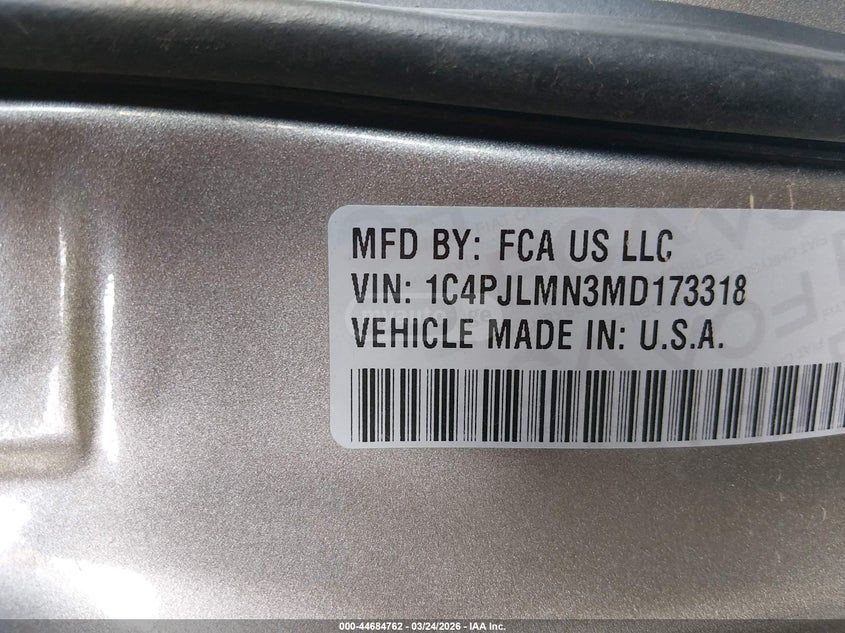 MFD BY: FCA US LLC
VIN: 1C4PJLMN3MD173318
VEHICLE MADE IN: U.S.A.
000-44684762 - 03/24/2026 - IAA Inc.